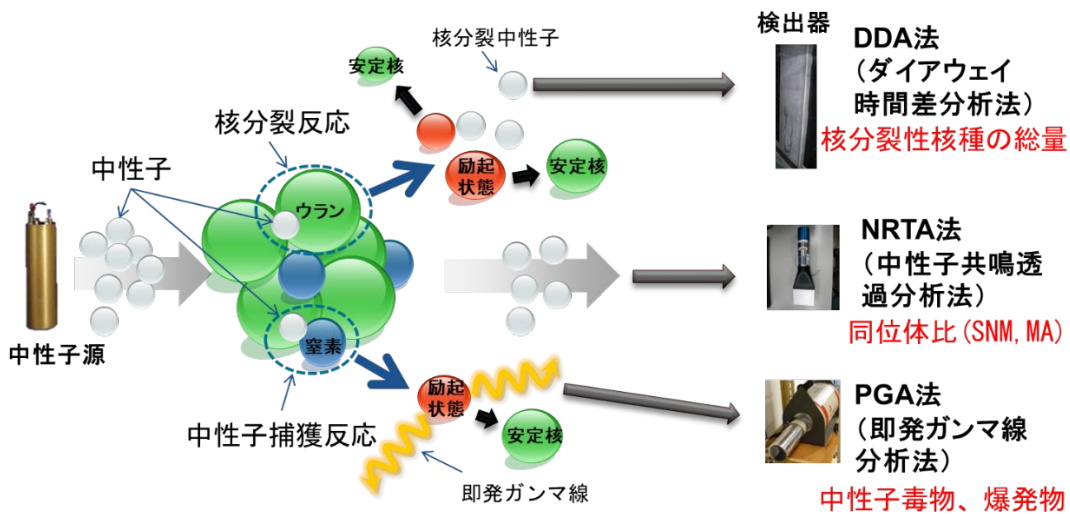 中性子源
中性子
核分裂反応
ウラン
窒素
中性子捕獲反応
核分裂中性子
安定核
励起
状態
安定核
励起
状態
安定核
即発ガンマ線
検出器
DDA法
(ダイアウェイ
時間差分析法)
核分裂性核種の総量
NRTA法
(中性子共鳴透
過分析法)
同位体比(SNM, MA)
PGA法
(即発ガンマ線
分析法)
中性子毒物、爆発物